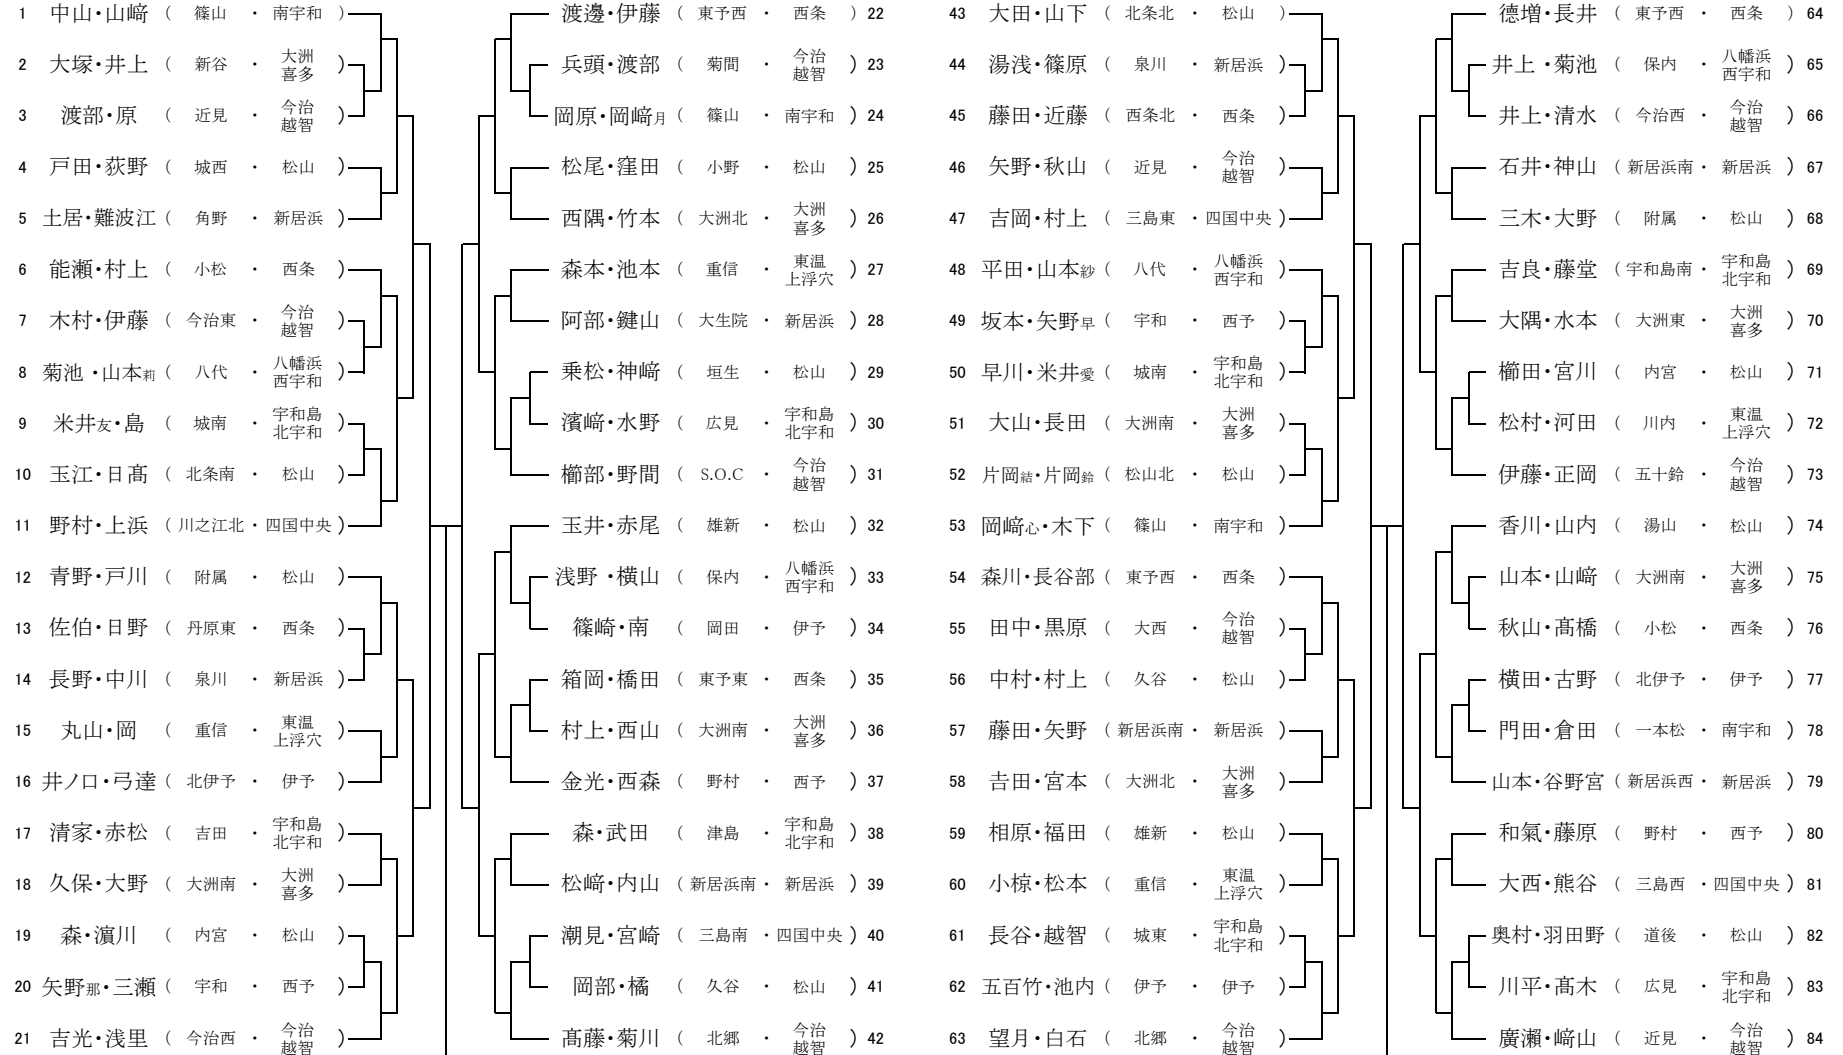 1 中山・山﨑 （ 篠山 ・ 南宇和 ）
2 大塚・井上 （ 新谷 ・ 大洲喜多 ）
3 渡部・原 （ 近見 ・ 今治越智 ）
4 戸田・荻野 （ 城西 ・ 松山 ）
5 土居・難波江 （ 角野 ・ 新居浜 ）
6 能瀬・村上 （ 小松 ・ 西条 ）
7 木村・伊藤 （ 今治東 ・ 今治越智 ）
8 菊池・山本莉 （ 八代 ・ 八幡浜西宇和 ）
9 米井友・島 （ 城南 ・ 宇和島北宇和 ）
10 玉江・日髙 （ 北条南 ・ 松山 ）
11 野村・上浜 （ 川之江北 ・ 四国中央 ）
12 青野・戸川 （ 附属 ・ 松山 ）
13 佐伯・日野 （ 丹原東 ・ 西条 ）
14 長野・中川 （ 泉川 ・ 新居浜 ）
15 丸山・岡 （ 重信 ・ 東温上浮穴 ）
16 井ノ口・弓達 （ 北伊予 ・ 伊予 ）
17 清家・赤松 （ 吉田 ・ 宇和島北宇和 ）
18 久保・大野 （ 大洲南 ・ 大洲喜多 ）
19 森・濵川 （ 内宮 ・ 松山 ）
20 矢野那・三瀬 （ 宇和 ・ 西予 ）
21 吉光・浅里 （ 今治西 ・ 今治越智 ）
渡邊・伊藤 （ 東予西 ・ 西条 ） 22
兵頭・渡部 （ 菊間 ・ 今治越智 ） 23
岡原・岡﨑月 （ 篠山 ・ 南宇和 ） 24
松尾・窪田 （ 小野 ・ 松山 ） 25
西隅・竹本 （ 大洲北 ・ 大洲喜多 ） 26
森本・池本 （ 重信 ・ 東温上浮穴 ） 27
阿部・鍵山 （ 大生院 ・ 新居浜 ） 28
乗松・神﨑 （ 垣生 ・ 松山 ） 29
濱﨑・水野 （ 広見 ・ 宇和島北宇和 ） 30
櫛部・野間 （ S.O.C ・ 今治越智 ） 31
玉井・赤尾 （ 雄新 ・ 松山 ） 32
浅野・横山 （ 保内 ・ 八幡浜西宇和 ） 33
篠崎・南 （ 岡田 ・ 伊予 ） 34
箱岡・橋田 （ 東予東 ・ 西条 ） 35
村上・西山 （ 大洲南 ・ 大洲喜多 ） 36
金光・西森 （ 野村 ・ 西予 ） 37
森・武田 （ 津島 ・ 宇和島北宇和 ） 38
松﨑・内山 （ 新居浜南 ・ 新居浜 ） 39
潮見・宮崎 （ 三島南 ・ 四国中央 ） 40
岡部・橘 （ 久谷 ・ 松山 ） 41
髙藤・菊川 （ 北郷 ・ 今治越智 ） 42
43 大田・山下 （ 北条北 ・ 松山 ）
44 湯浅・篠原 （ 泉川 ・ 新居浜 ）
45 藤田・近藤 （ 西条北 ・ 西条 ）
46 矢野・秋山 （ 近見 ・ 今治越智 ）
47 吉岡・村上 （ 三島東 ・ 四国中央 ）
48 平田・山本紗 （ 八代 ・ 八幡浜西宇和 ）
49 坂本・矢野早 （ 宇和 ・ 西予 ）
50 早川・米井愛 （ 城南 ・ 宇和島北宇和 ）
51 大山・長田 （ 大洲南 ・ 大洲喜多 ）
52 片岡結・片岡鈴 （ 松山北 ・ 松山 ）
53 岡﨑心・木下 （ 篠山 ・ 南宇和 ）
54 森川・長谷部 （ 東予西 ・ 西条 ）
55 田中・黒原 （ 大西 ・ 今治越智 ）
56 中村・村上 （ 久谷 ・ 松山 ）
57 藤田・矢野 （ 新居浜南 ・ 新居浜 ）
58 𠮷田・宮本 （ 大洲北 ・ 大洲喜多 ）
59 相原・福田 （ 雄新 ・ 松山 ）
60 小椋・松本 （ 重信 ・ 東温上浮穴 ）
61 長谷・越智 （ 城東 ・ 宇和島北宇和 ）
62 五百竹・池内 （ 伊予 ・ 伊予 ）
63 望月・白石 （ 北郷 ・ 今治越智 ）
德増・長井 （ 東予西 ・ 西条 ） 64
井上・菊池 （ 保内 ・ 八幡浜西宇和 ） 65
井上・清水 （ 今治西 ・ 今治越智 ） 66
石井・神山 （ 新居浜南 ・ 新居浜 ） 67
三木・大野 （ 附属 ・ 松山 ） 68
吉良・藤堂 （ 宇和島南 ・ 宇和島北宇和 ） 69
大隅・水本 （ 大洲東 ・ 大洲喜多 ） 70
櫛田・宮川 （ 内宮 ・ 松山 ） 71
松村・河田 （ 川内 ・ 東温上浮穴 ） 72
伊藤・正岡 （ 五十鈴 ・ 今治越智 ） 73
香川・山内 （ 湯山 ・ 松山 ） 74
山本・山﨑 （ 大洲南 ・ 大洲喜多 ） 75
秋山・髙橋 （ 小松 ・ 西条 ） 76
横田・古野 （ 北伊予 ・ 伊予 ） 77
門田・倉田 （ 一本松 ・ 南宇和 ） 78
山本・谷野宮 （ 新居浜西 ・ 新居浜 ） 79
和氣・藤原 （ 野村 ・ 西予 ） 80
大西・熊谷 （ 三島西 ・ 四国中央 ） 81
奥村・羽田野 （ 道後 ・ 松山 ） 82
川平・髙木 （ 広見 ・ 宇和島北宇和 ） 83
廣瀬・﨑山 （ 近見 ・ 今治越智 ） 84